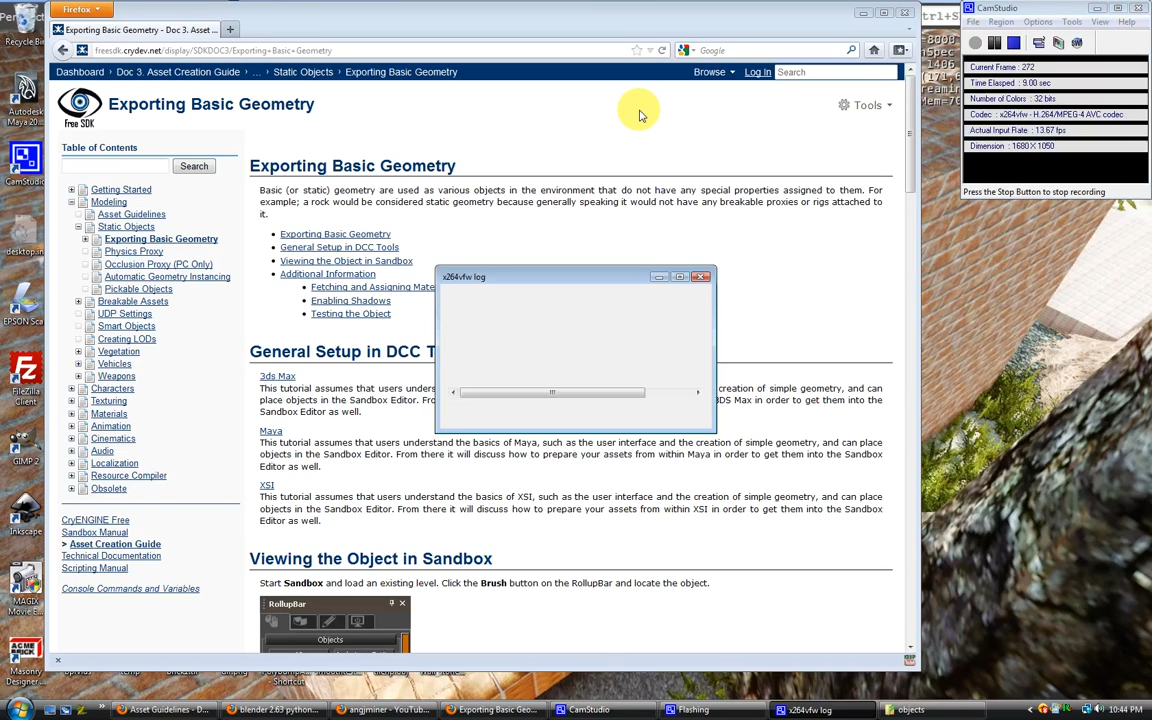 Firefox
Exporting Basic Geometry - Doc 3. Asset ...
freesdk.crydev.net/display/SDKDOC3/Exporting+Basic+Geometry
Google
Dashboard > Doc 3. Asset Creation Guide > ... > Static Objects > Exporting Basic Geometry
Browse
Log In
Search
Free SDK
Exporting Basic Geometry
Tools
Table of Contents
Search
Getting Started
Modeling
Asset Guidelines
Static Objects
Exporting Basic Geometry
Physics Proxy
Occlusion Proxy (PC Only)
Automatic Geometry Instancing
Pickable Objects
Breakable Assets
UDP Settings
Smart Objects
Creating LODs
Vegetation
Vehicles
Weapons
Characters
Texturing
Materials
Animation
Cinematics
Audio
Localization
Resource Compiler
Obsolete
CryENGINE Free
Sandbox Manual
> Asset Creation Guide
Technical Documentation
Scripting Manual
Console Commands and Variables
Exporting Basic Geometry
Basic (or static) geometry are used as various objects in the environment that do not have any special properties assigned to them. For
example; a rock would be considered static geometry because generally speaking it would not have any breakable proxies or rigs attached to
it.
Exporting Basic Geometry
General Setup in DCC Tools
Viewing the Object in Sandbox
Additional Information
Fetching and Assigning Mate
Enabling Shadows
Testing the Object
x264vfw log
General Setup in DCC T
3ds Max
This tutorial assumes that users unders creation of simple geometry, and can
place objects in the Sandbox Editor. Fro 3DS Max in order to get them into the
Sandbox Editor as well.
Maya
This tutorial assumes that users understand the basics of Maya, such as the user interface and the creation of simple geometry, and can place
objects in the Sandbox Editor. From there it will discuss how to prepare your assets from within Maya in order to get them into the Sandbox
Editor as well.
XSI
This tutorial assumes that users understand the basics of XSI, such as the user interface and the creation of simple geometry, and can place
objects in the Sandbox Editor. From there it will discuss how to prepare your assets from within XSI in order to get them into the Sandbox
Editor as well.
Viewing the Object in Sandbox
Start Sandbox and load an existing level. Click the Brush button on the RollupBar and locate the object.
RollupBar
Objects
CamStudio
File Region Options Tools View Help
Current Frame : 272
Time Elasped : 9.00 sec
Number of Colors : 32 bits
Codec : x264vfw - H.264/MPEG-4 AVC codec
Actual Input Rate : 13.67 fps
Dimension : 1680 X 1050
Press the Stop Button to stop recording
Recycle Bin
Autodesk
Maya 20...
CamStudio
desktop.ini
EPSON Sca
FileZilla
Client
GIMP 2
Inkscape
MAGIX
Movie E...
Masonry
Designer...
Shortcut
Asset Guidelines - D...
blender 2.63 renderi...
angjminer - YouTub...
Exporting Basic Geo...
CamStudio
Flashing
x264vfw log
objects
10:44 PM